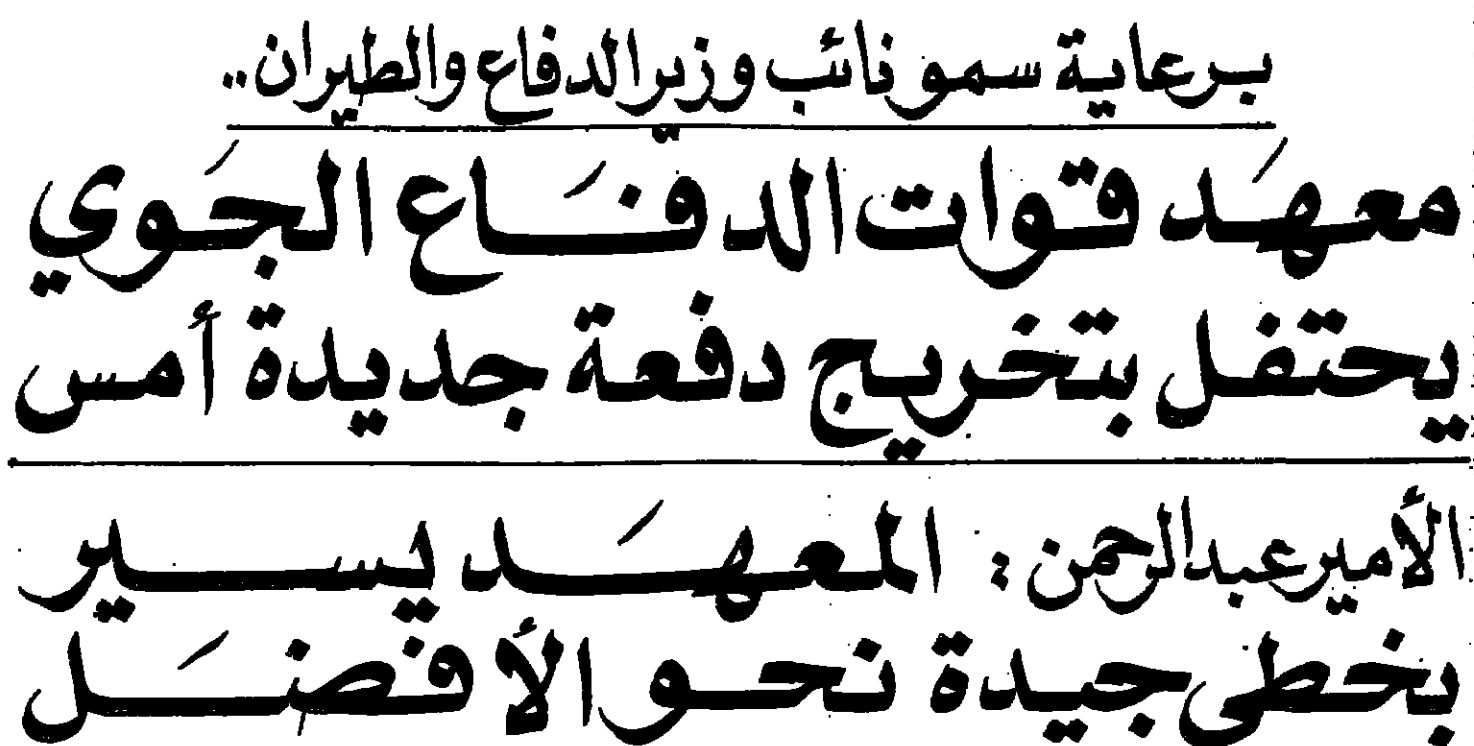 برعاية سمو نائب وزير الدفاع والطيران..
معهد قوات الدفاع الجوي
يحتفل بتخريج دفعة جديدة أمس
الأمير عبدالرحمن : المعهد يسير
بخطى جيدة نحو الأفضل